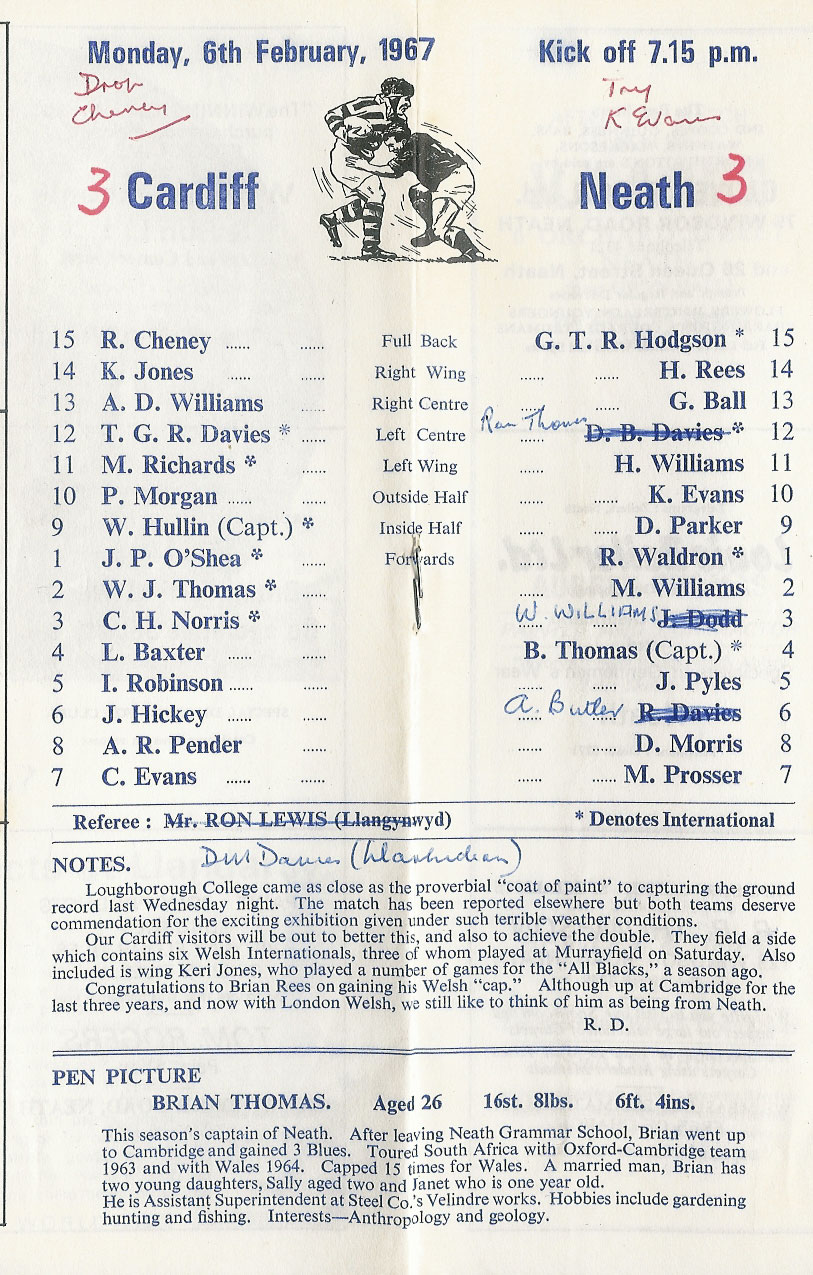 Monday, 6th February, 1967 Kick off 7.15 p.m.
Drop Try
Cheney K Evans
3 Cardiff Neath 3
15 R. Cheney ...... ...... Full Back G. T. R. Hodgson * 15
14 K. Jones ...... ...... Right Wing ...... ...... H. Rees 14
13 A. D. Williams ...... Right Centre ...... ...... G. Ball 13
12 T. G. R. Davies * ...... Left Centre Ron Thomas ...... D. B. Davies * 12
11 M. Richards * ...... Left Wing ...... H. Williams 11
10 P. Morgan ...... ...... Outside Half ...... ...... K. Evans 10
9 W. Hullin (Capt.) * Inside Half ...... D. Parker 9
1 J. P. O'Shea * ...... Forwards R. Waldron * 1
2 W. J. Thomas * ...... ...... M. Williams 2
3 C. H. Norris * ...... W. WILLIAMS ...... ...... J. Dodd 3
4 L. Baxter ...... ...... B. Thomas (Capt.) * 4
5 I. Robinson ...... ...... ...... ...... J. Pyles 5
6 J. Hickey ...... ...... A. Butler ...... R. Davies 6
8 A. R. Pender ...... ...... D. Morris 8
7 C. Evans ...... ...... ...... ...... M. Prosser 7
Referee : Mr. RON LEWIS (Llangynwyd) * Denotes International
NOTES. DM Davies
Loughborough College came as close as the proverbial "coat of paint" to capturing the ground
record last Wednesday night. The match has been reported elsewhere but both teams deserve
commendation for the exciting exhibition given under such terrible weather conditions.
Our Cardiff visitors will be out to better this, and also to achieve the double. They field a side
which contains six Welsh Internationals, three of whom played at Murrayfield on Saturday. Also
included is wing Keri Jones, who played a number of games for the "All Blacks," a season ago.
Congratulations to Brian Rees on gaining his Welsh "cap." Although up at Cambridge for the
last three years, and now with London Welsh, we still like to think of him as being from Neath.
R. D.
PEN PICTURE
BRIAN THOMAS. Aged 26 16st. 8lbs. 6ft. 4ins.
This season's captain of Neath. After leaving Neath Grammar School, Brian went up
to Cambridge and gained 3 Blues. Toured South Africa with Oxford-Cambridge team
1963 and with Wales 1964. Capped 15 times for Wales. A married man, Brian has
two young daughters, Sally aged two and Janet who is one year old.
He is Assistant Superintendent at Steel Co.'s Velindre works. Hobbies include gardening
hunting and fishing. Interests—Anthropology and geology.